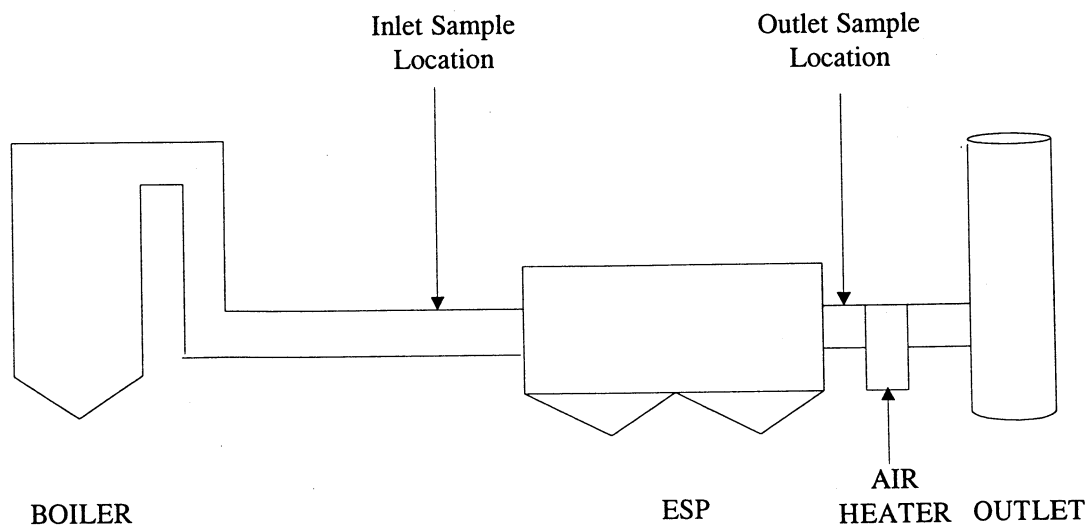 Inlet Sample
Location
Outlet Sample
Location
BOILER
ESP
AIR
HEATER
OUTLET